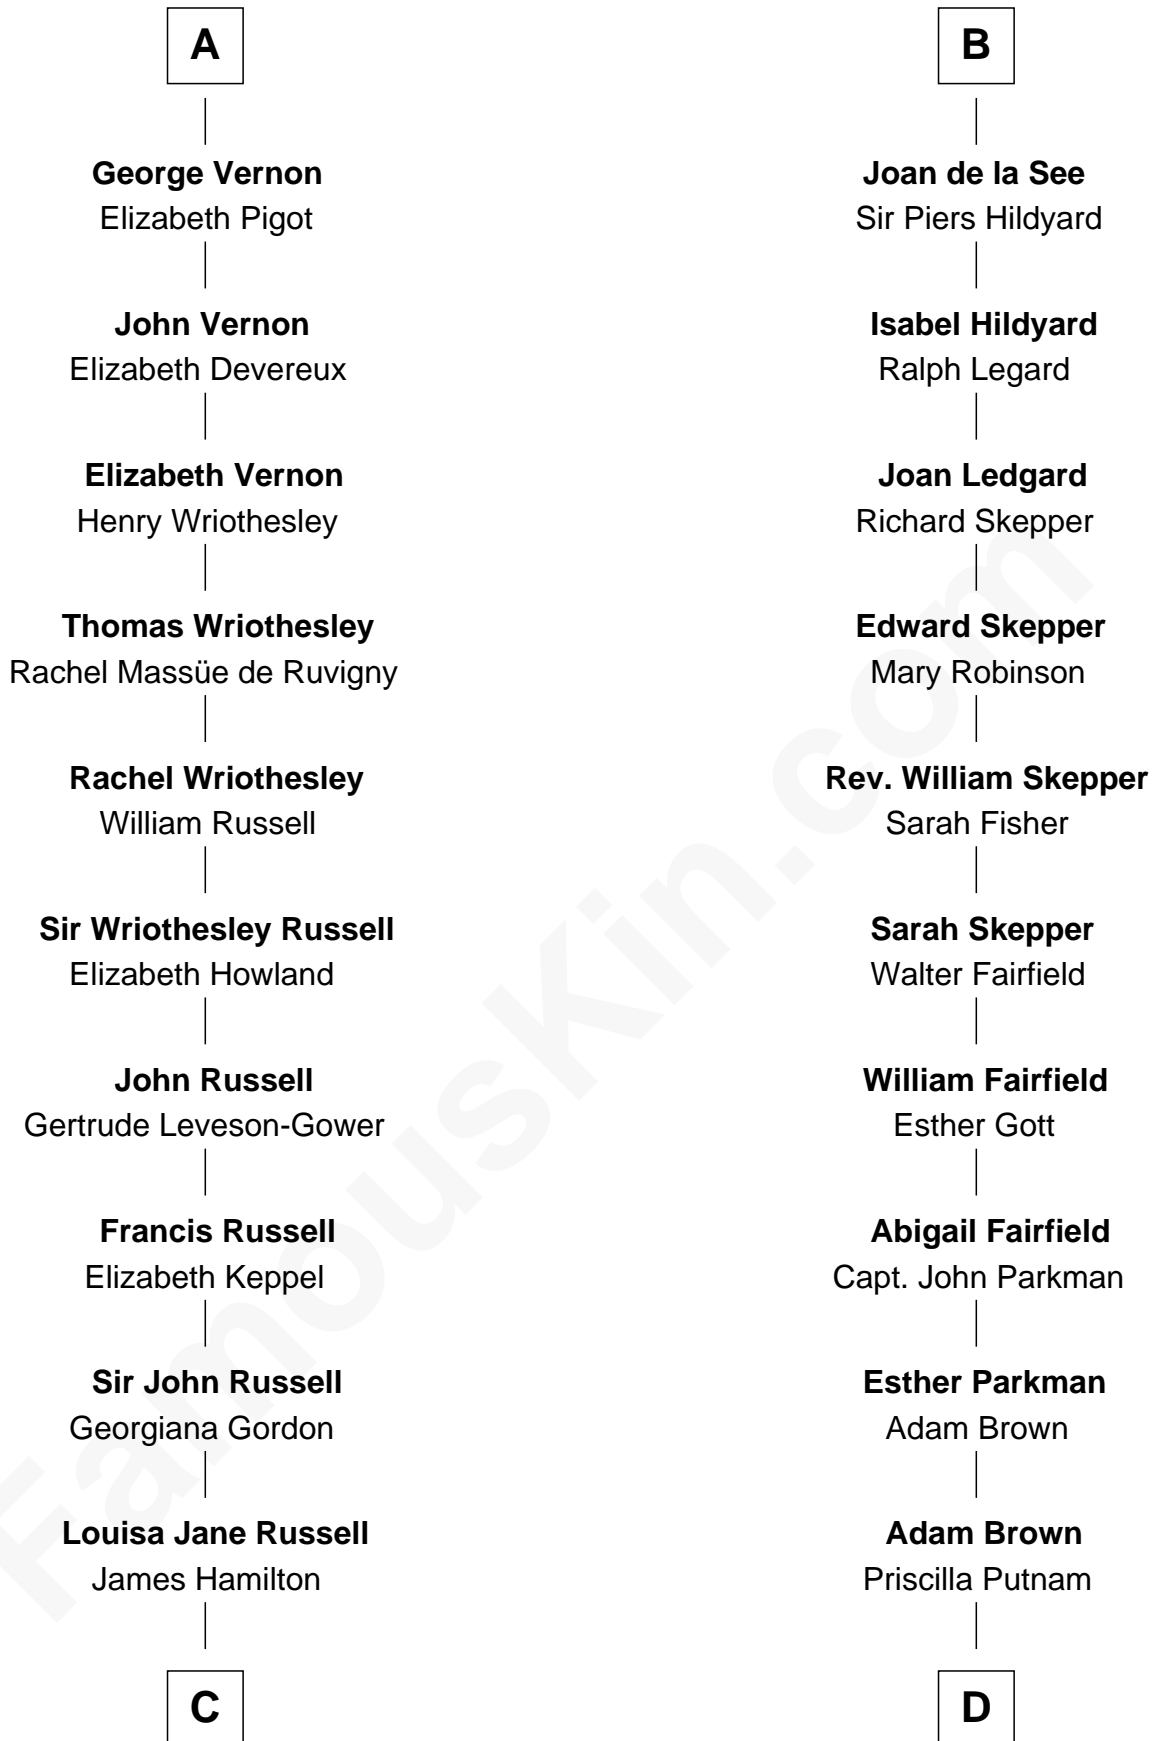 A
George Vernon
Elizabeth Pigot
John Vernon
Elizabeth Devereux
Elizabeth Vernon
Henry Wriothesley
Thomas Wriothesley
Rachel Massüe de Ruvigny
Rachel Wriothesley
William Russell
Sir Wriothesley Russell
Elizabeth Howland
John Russell
Gertrude Leveson-Gower
Francis Russell
Elizabeth Keppel
Sir John Russell
Georgiana Gordon
Louisa Jane Russell
James Hamilton
C
B
Joan de la See
Sir Piers Hildyard
Isabel Hildyard
Ralph Legard
Joan Ledgard
Richard Skepper
Edward Skepper
Mary Robinson
Rev. William Skepper
Sarah Fisher
Sarah Skepper
Walter Fairfield
William Fairfield
Esther Gott
Abigail Fairfield
Capt. John Parkman
Esther Parkman
Adam Brown
Adam Brown
Priscilla Putnam
D
FamousKin.com